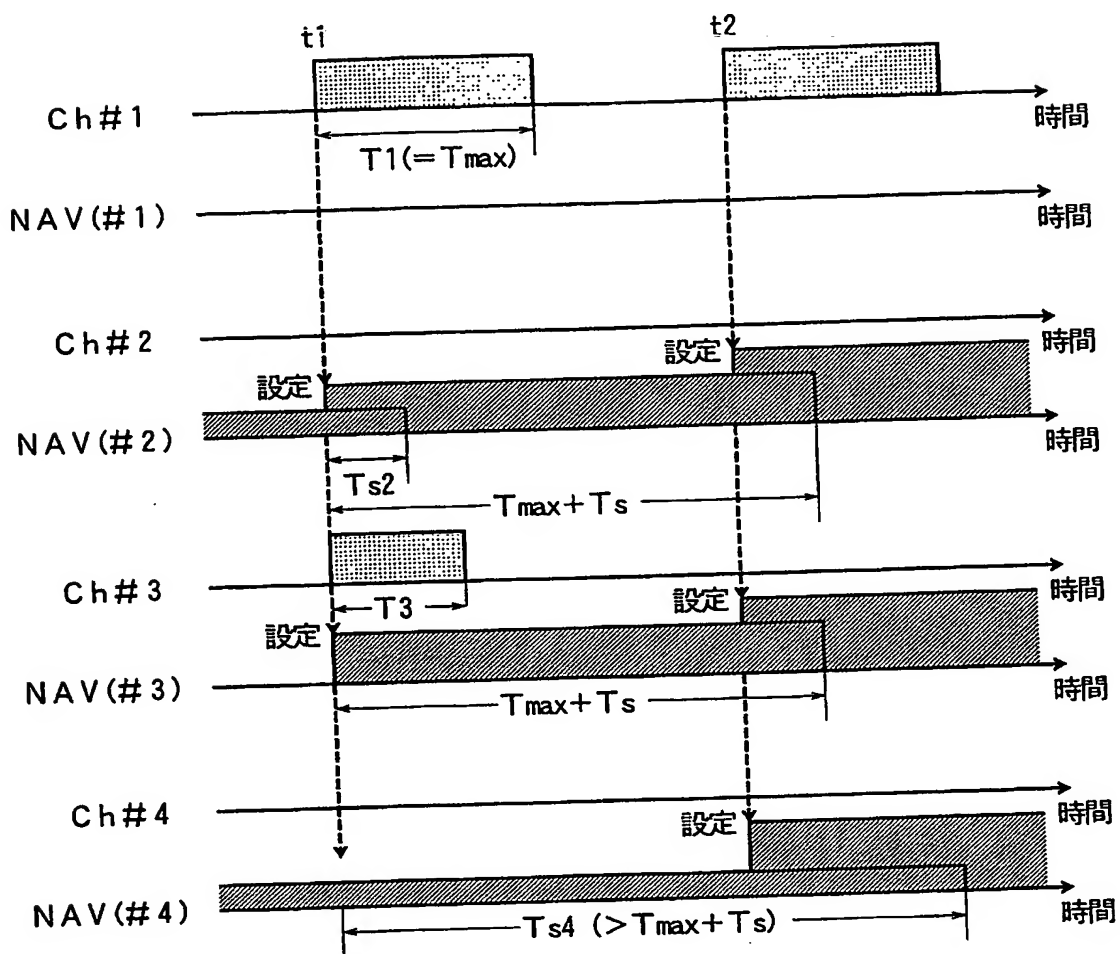 t1
t2
Ch#1
時間
T1(=Tmax)
NAV(#1)
時間
Ch#2
時間
設定
設定
NAV(#2)
時間
Ts2
Tmax+Ts
Ch#3
時間
T3
設定
設定
NAV(#3)
時間
Tmax+Ts
Ch#4
時間
設定
NAV(#4)
時間
Ts4 (>Tmax+Ts)